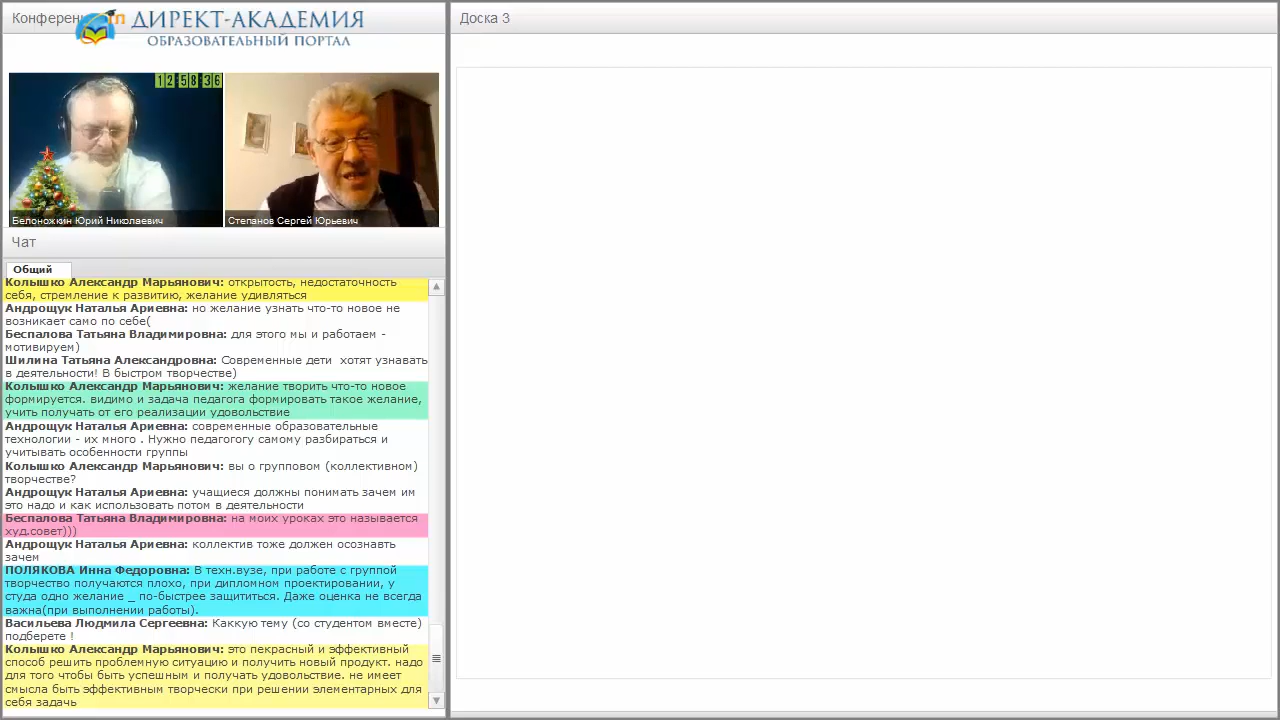 Конферен
ДИРЕКТ-АКАДЕМИЯ
ОБРАЗОВАТЕЛЬНЫЙ ПОРТАЛ
Доска 3
12:58:36
Белоножкин Юрий Николаевич
Степанов Сергей Юрьевич
Чат
Общий
Колышко Александр Марьянович: открытость, недостаточность
себя, стремление к развитию, желание удивляться
Андрощук Наталья Ариевна: но желание узнать что-то новое не
возникает само по себе(
Беспалова Татьяна Владимировна: для этого мы и работаем -
мотивируем)
Шилина Татьяна Александровна: Современные дети хотят узнавать
в деятельности! В быстром творчестве)
Колышко Александр Марьянович: желание творить что-то новое
формируется. видимо и задача педагога формировать такое желание,
учить получать от его реализации удовольствие
Андрощук Наталья Ариевна: современные образовательные
технологии - их много . Нужно педагогогу самому разбираться и
учитывать особенности группы
Колышко Александр Марьянович: вы о групповом (коллективном)
творчестве?
Андрощук Наталья Ариевна: учащиеся должны понимать зачем им
это надо и как использовать потом в деятельности
Беспалова Татьяна Владимировна: на моих уроках это называется
худ.совет)))
Андрощук Наталья Ариевна: коллектив тоже должен осознавть
зачем
ПОЛЯКОВА Инна Федоровна: В техн.вузе, при работе с группой
творчество получаются плохо, при дипломном проектировании, у
студа одно желание _ по-быстрее защититься. Даже оценка не всегда
важна(при выполнении работы).
Васильева Людмила Сергеевна: Каккую тему (со студентом вместе)
подберете !
Колышко Александр Марьянович: это пекрасный и эффективный
способ решить проблемную ситуацию и получить новый продукт. надо
для того чтобы быть успешным и получать удовольствие. не имеет
смысла быть эффективным творчески при решении элементарных для
себя задачь